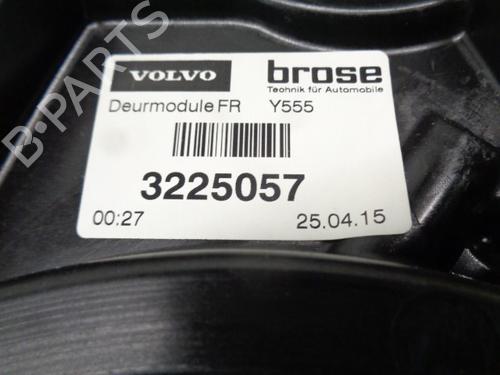 VOLVO
brose
Technik für Automobile
Deurmodule FR Y555
3225057
00:27 25.04.15
B-PARTS